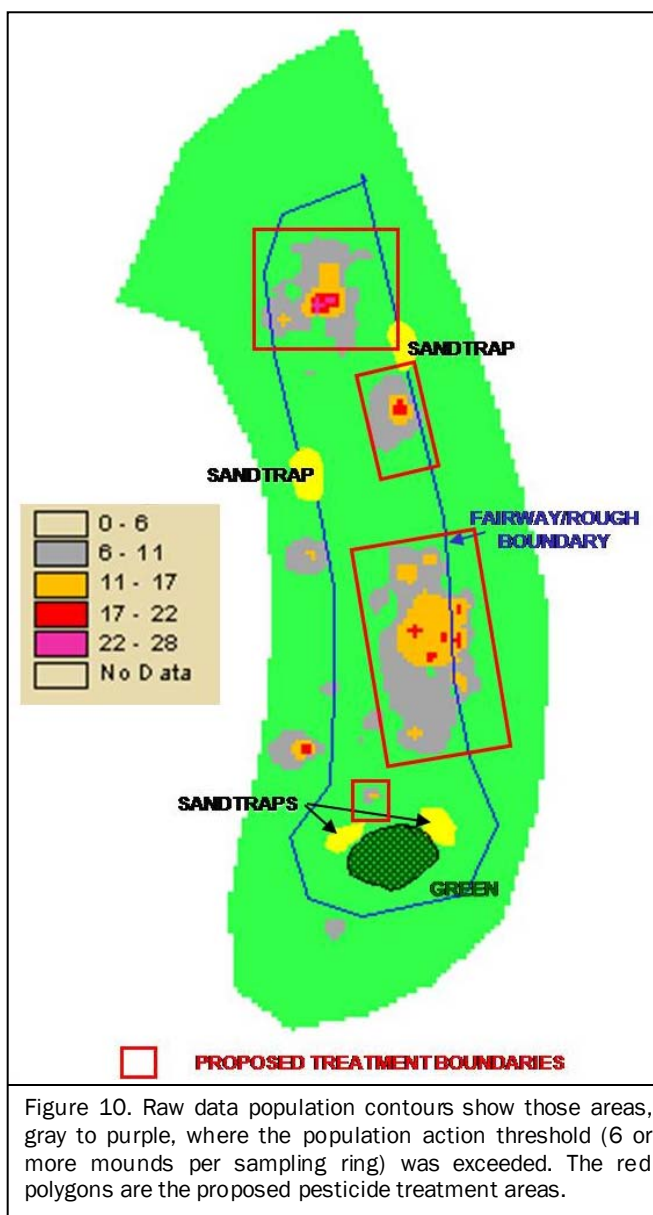 SANDTRAP
SANDTRAP
FAIRWAY/ROUGH
BOUNDARY
0 - 6
6 - 11
11 - 17
17 - 22
22 - 28
No Data
SANDTRAPS
GREEN
PROPOSED TREATMENT BOUNDARIES
Figure 10. Raw data population contours show those areas,
gray to purple, where the population action threshold (6 or
more mounds per sampling ring) was exceeded. The red
polygons are the proposed pesticide treatment areas.